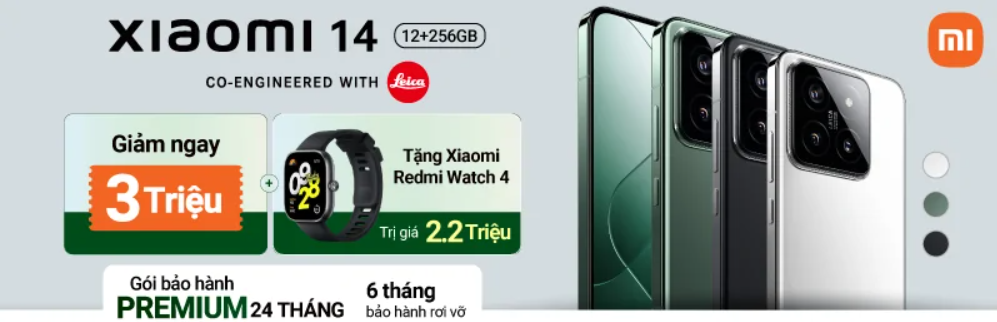 xiaomi 14 12+256GB
CO-ENGINEERED WITH Leica
mi
Giảm ngay
3 Triệu
+
Tặng Xiaomi
Redmi Watch 4
Trị giá 2.2 Triệu
Gói bảo hành
PREMIUM 24 THÁNG
6 tháng
bảo hành rơi vỡ